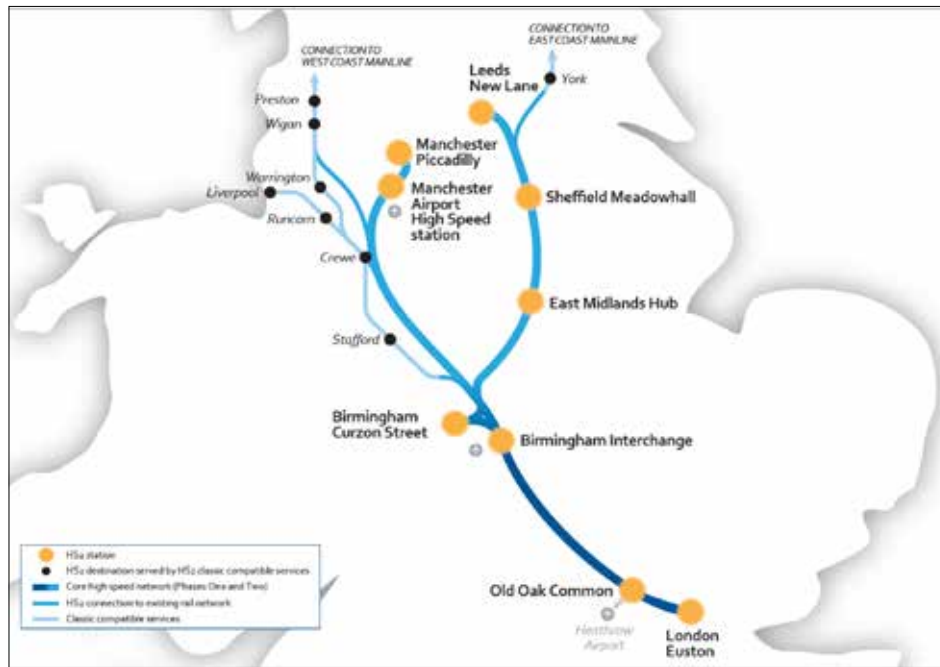 CONNECTION TO
WEST COAST MAINLINE
CONNECTION TO
EAST COAST MAINLINE
Leeds
New Lane
York
Preston
Wigan
Manchester
Piccadilly
Warrington
Liverpool
Manchester
Airport
High Speed
station
Sheffield Meadowhall
Runcorn
Crewe
East Midlands Hub
Stafford
Birmingham
Curzon Street
Birmingham Interchange
Old Oak Common
Heathrow
Airport
London
Euston
HS2 station
HS2 destination served by HS2 classic compatible services
Core high speed network (Phases One and Two)
HS2 connection to existing rail network
Classic compatible services